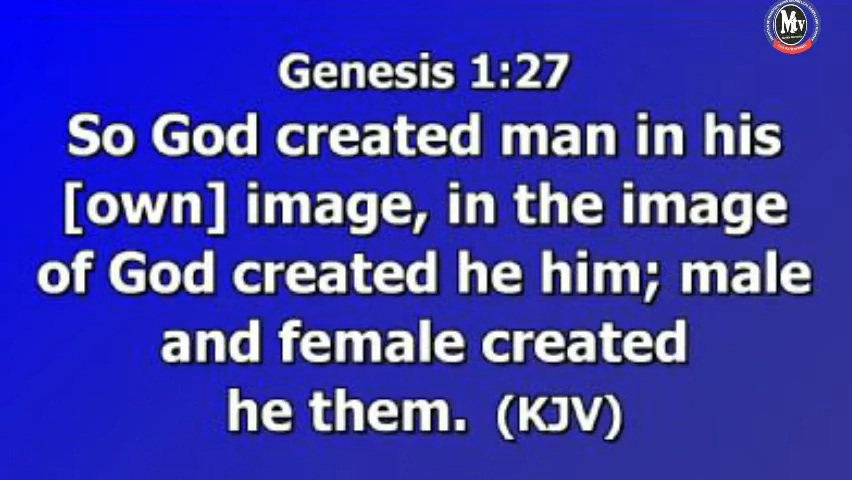 Genesis 1:27
So God created man in his
[own] image, in the image
of God created he him; male
and female created
he them. (KJV)
Mtv